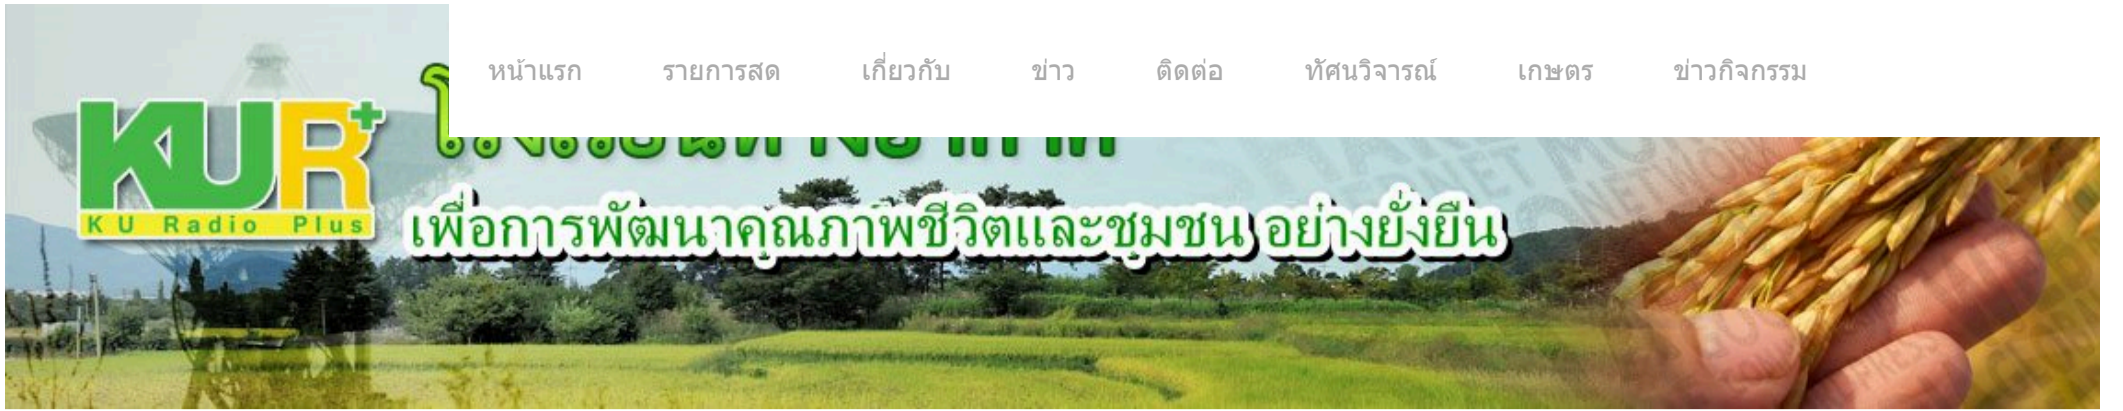 หน้าแรก รายการสด เกี่ยวกับ ข่าว ติดต่อ ทัศนวิจารณ์ เกษตร ข่าวกิจกรรม
KUR+
KU Radio Plus
เพื่อการพัฒนาคุณภาพชีวิตและชุมชน อย่างยั่งยืน